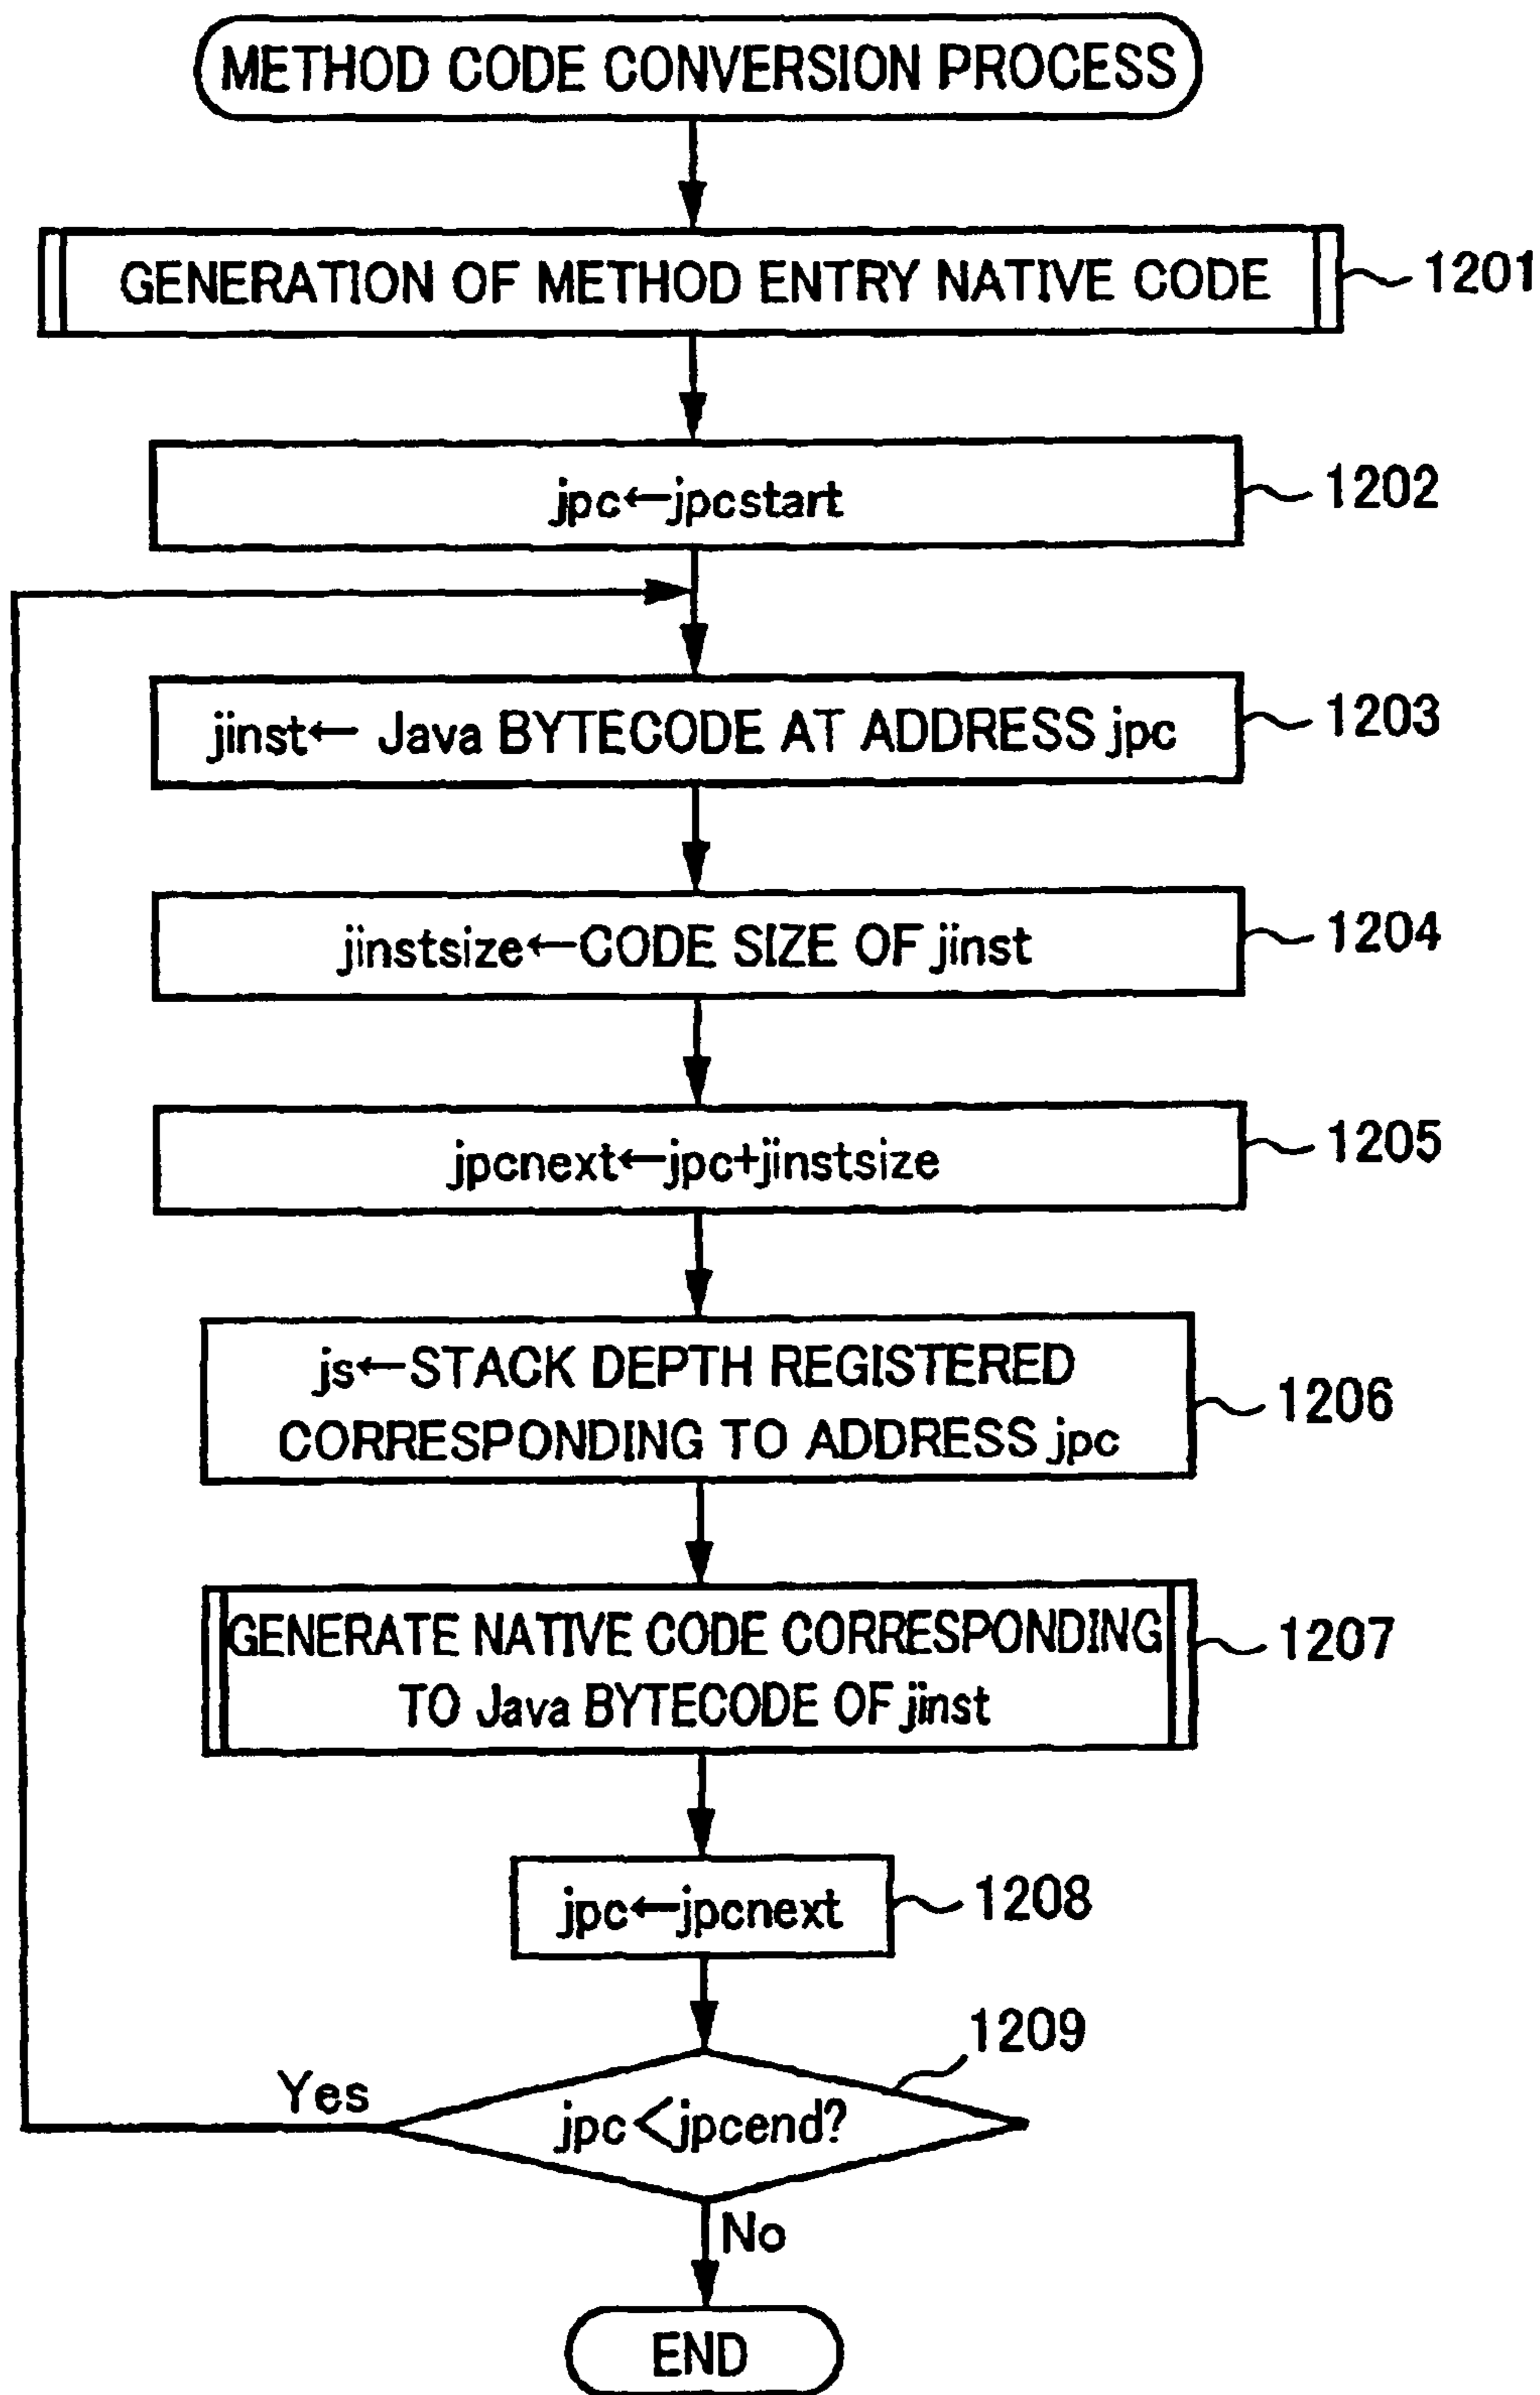 METHOD CODE CONVERSION PROCESS
GENERATION OF METHOD ENTRY NATIVE CODE
1201
jpc←jpcstart
1202
jinst← Java BYTECODE AT ADDRESS jpc
1203
jinstsize←CODE SIZE OF jinst
1204
jpcnext←jpc+jinstsize
1205
js←STACK DEPTH REGISTERED
CORRESPONDING TO ADDRESS jpc
1206
GENERATE NATIVE CODE CORRESPONDING
TO Java BYTECODE OF jinst
1207
jpc←jpcnext
1208
1209
Yes
jpc<jpcend?
No
END